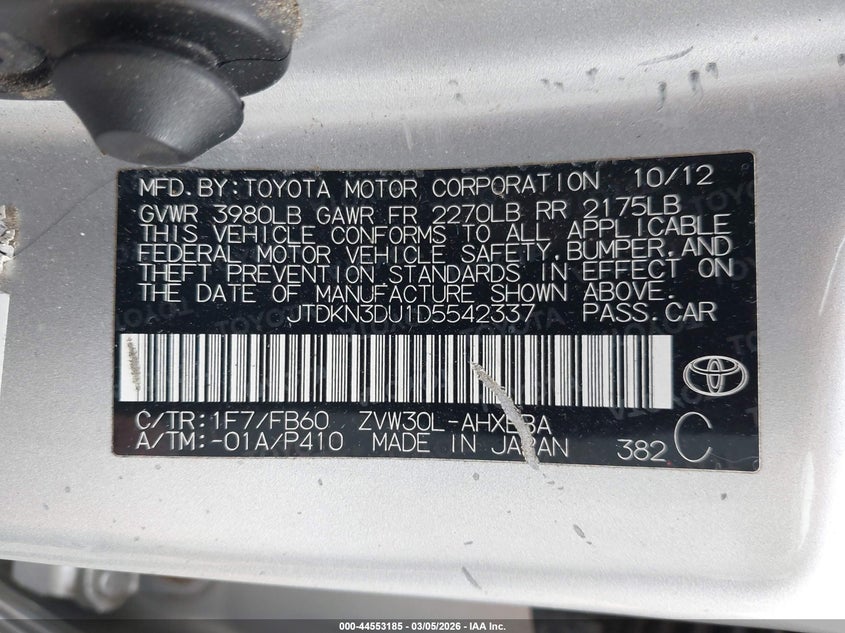 MFD. BY: TOYOTA MOTOR CORPORATION 10/12
GVWR 3980LB GAWR FR 2270LB RR 2175LB
THIS VEHICLE CONFORMS TO ALL APPLICABLE
FEDERAL MOTOR VEHICLE SAFETY, BUMPER, AND
THEFT PREVENTION STANDARDS IN EFFECT ON
THE DATE OF MANUFACTURE SHOWN ABOVE.
JTDKN3DU1D5542337 PASS. CAR
C/TR: 1F7/FB60 ZVW30L-AHXEBA
A/TM: -01A/P410 MADE IN JAPAN 382 C
000-44553185 - 03/05/2026 - IAA Inc.